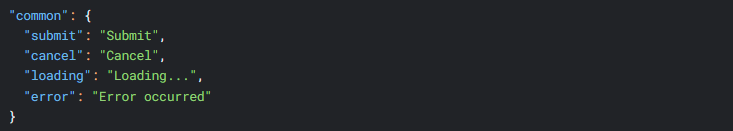 "common": {
  "submit": "Submit",
  "cancel": "Cancel",
  "loading": "Loading...",
  "error": "Error occurred"
}